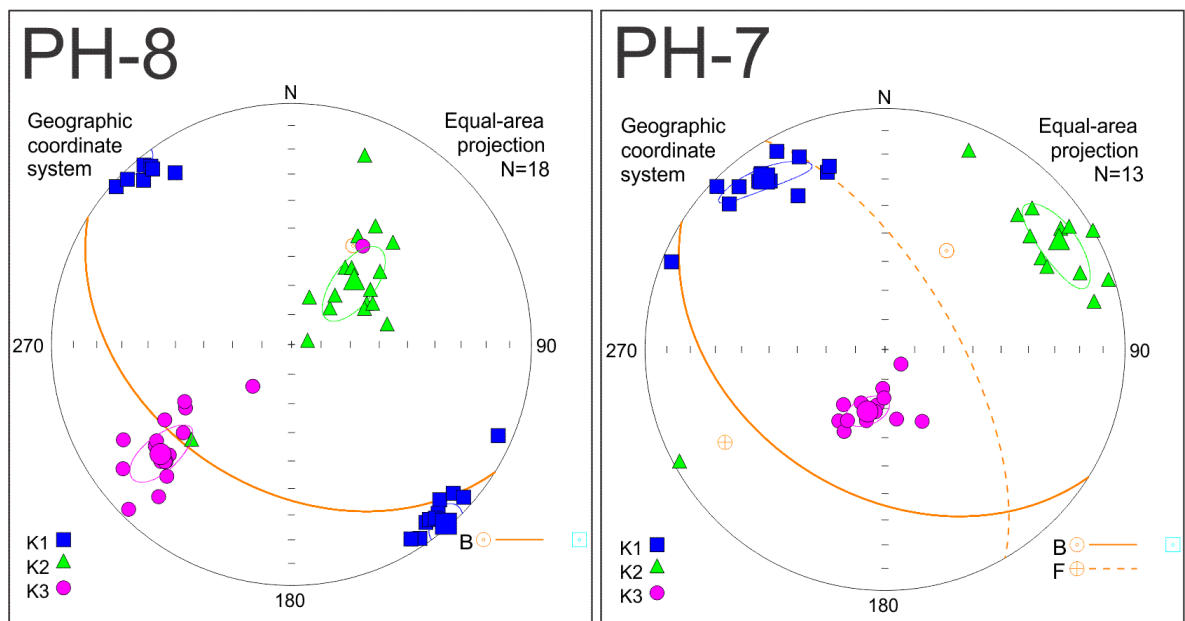 PH-8
N
Geographic
coordinate
system
Equal-area
projection
N=18
270
90
K1
K2
K3
B
180
PH-7
N
Geographic
coordinate
system
Equal-area
projection
N=13
270
90
K1
K2
K3
B
F
180